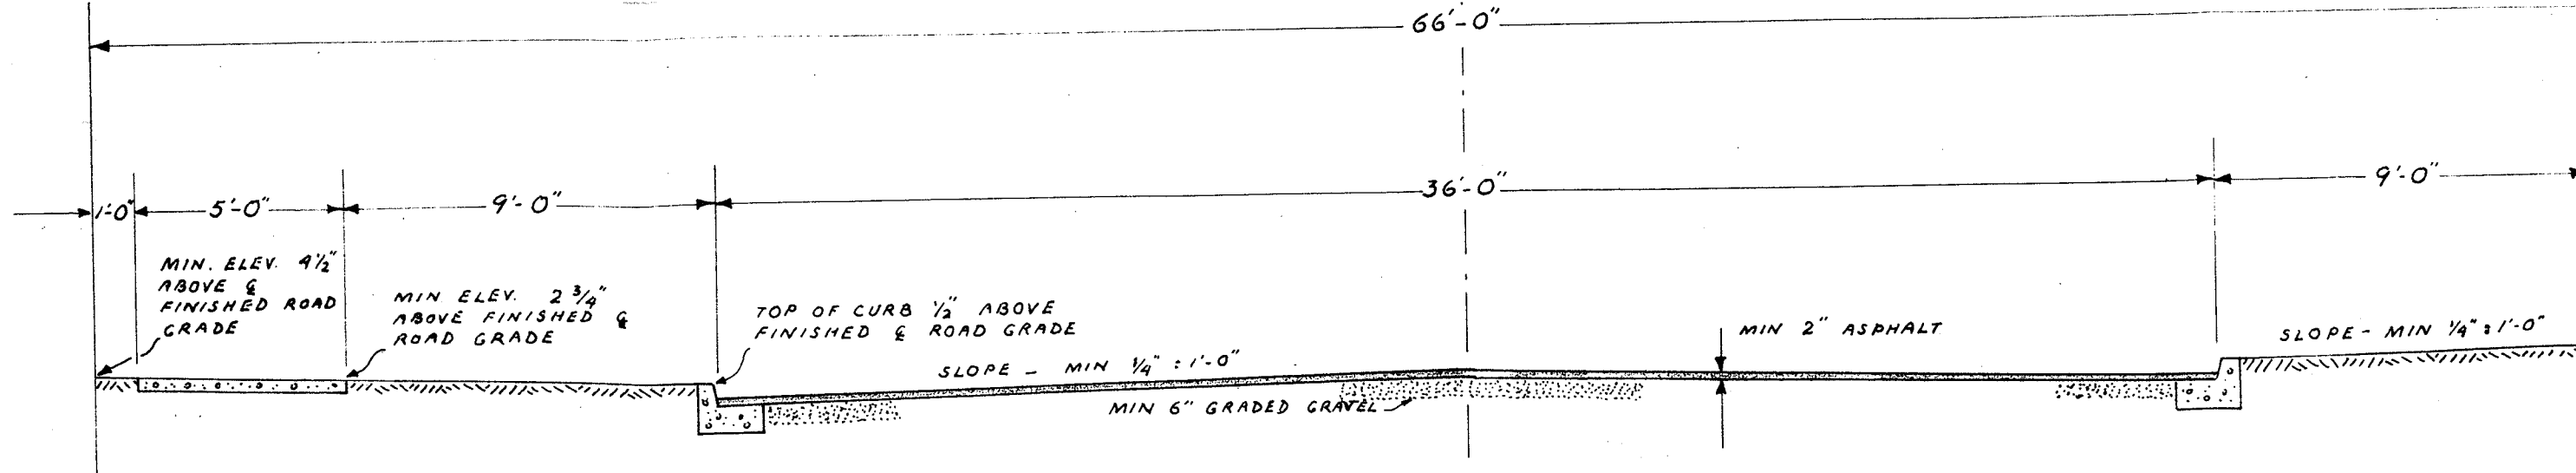 66'-0"
1'-0"
5'-0"
9'-0"
36'-0"
9'-0"
MIN. ELEV. 4½"
ABOVE ℄
FINISHED ROAD
GRADE
MIN ELEV. 2 ¾"
ABOVE FINISHED ℄
ROAD GRADE
TOP OF CURB ½" ABOVE
FINISHED ℄ ROAD GRADE
SLOPE - MIN ¼" : 1'-0"
MIN 6" GRADED GRAVEL
MIN 2" ASPHALT
SLOPE - MIN ¼" : 1'-0"